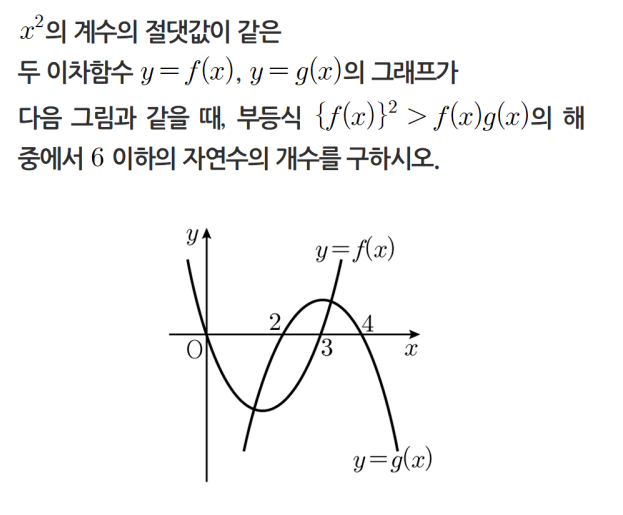 x²의 계수의 절댓값이 같은
두 이차함수 y=f(x), y=g(x)의 그래프가
다음 그림과 같을 때, 부등식 {f(x)}² > f(x)g(x)의 해
중에서 6 이하의 자연수의 개수를 구하시오.
y
y=f(x)
2
4
O
3
x
y=g(x)